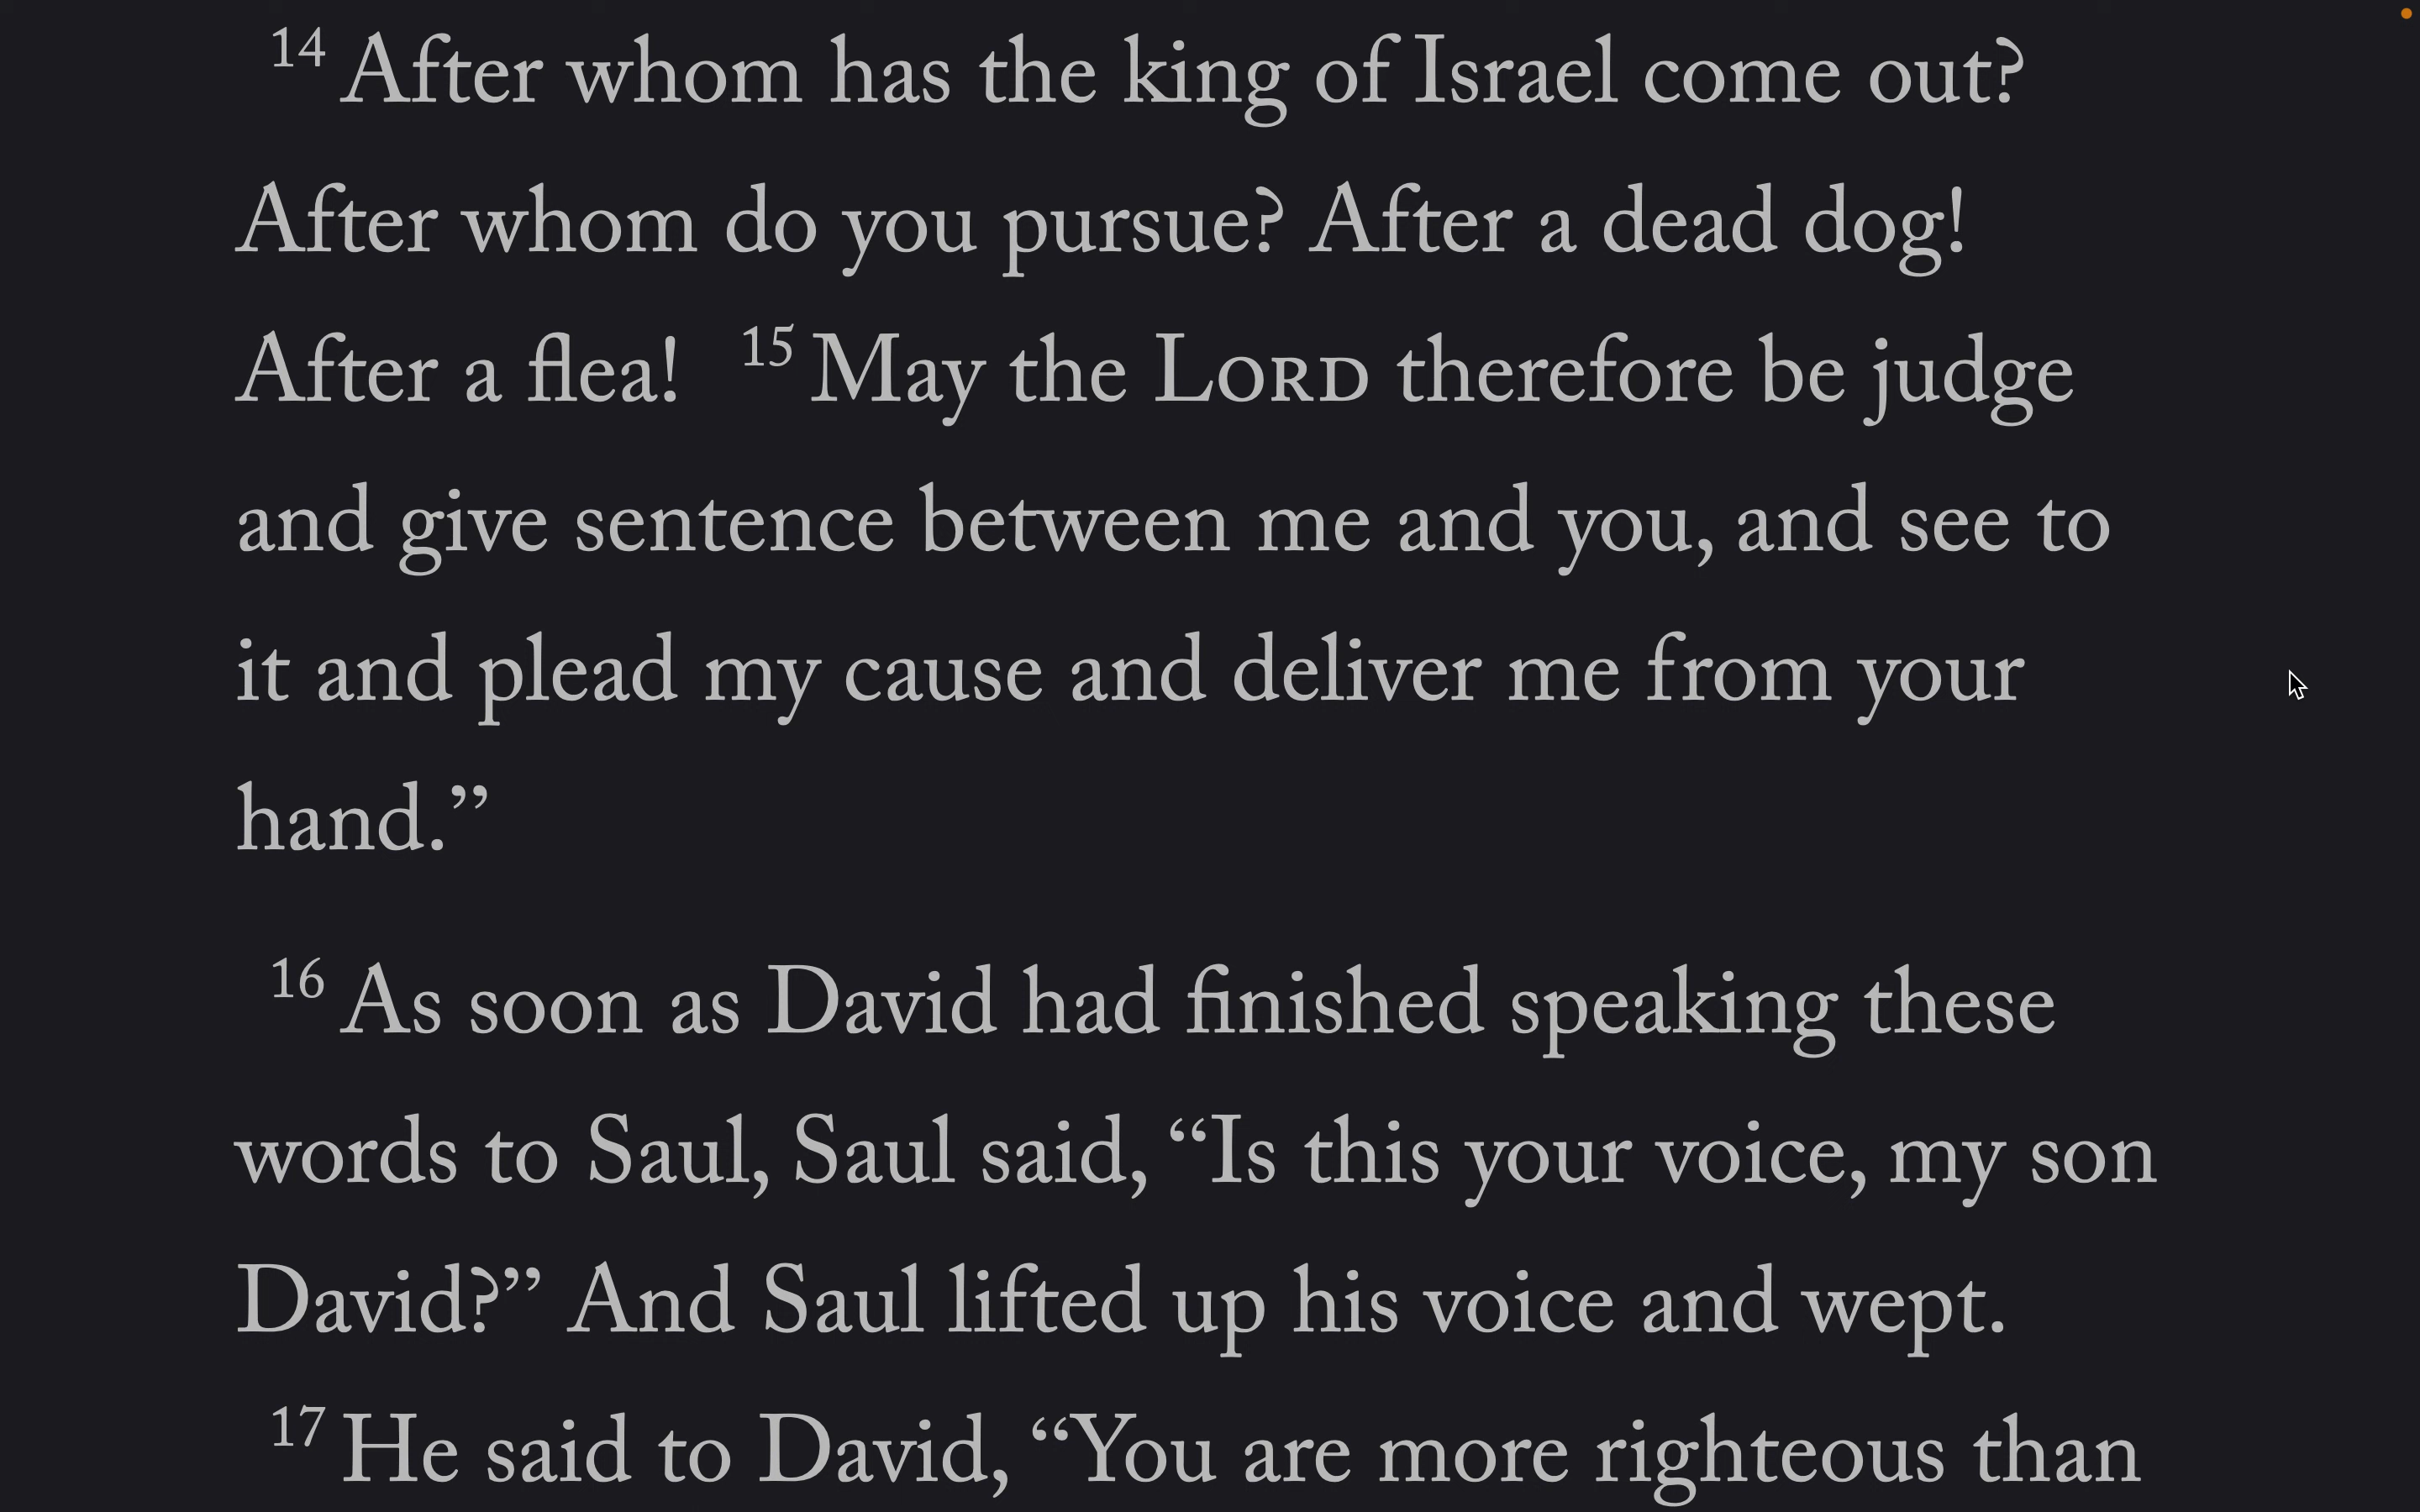 14 After whom has the king of Israel come out?
After whom do you pursue? After a dead dog!
After a flea! 15 May the LORD therefore be judge
and give sentence between me and you, and see to
it and plead my cause and deliver me from your
hand.”
16 As soon as David had finished speaking these
words to Saul, Saul said, “Is this your voice, my son
David?” And Saul lifted up his voice and wept.
17 He said to David, “You are more righteous than